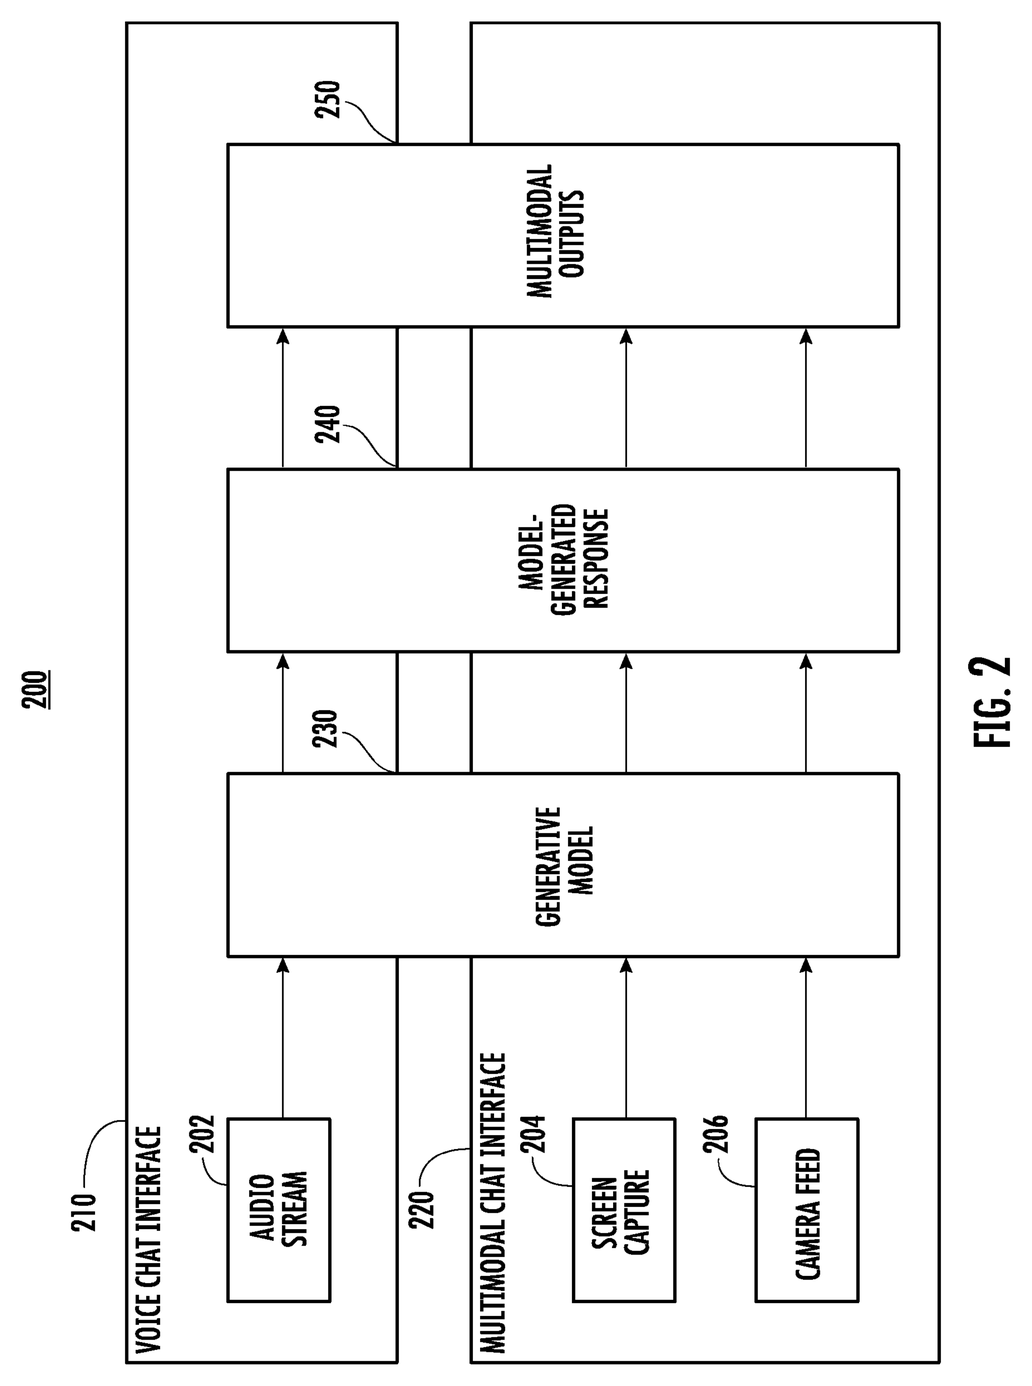 200
210
VOICE CHAT INTERFACE
202
AUDIO
STREAM
230
240
250
220
MULTIMODAL CHAT INTERFACE
204
SCREEN
CAPTURE
206
CAMERA FEED
GENERATIVE
MODEL
MODEL-
GENERATED
RESPONSE
MULTIMODAL
OUTPUTS
FIG. 2